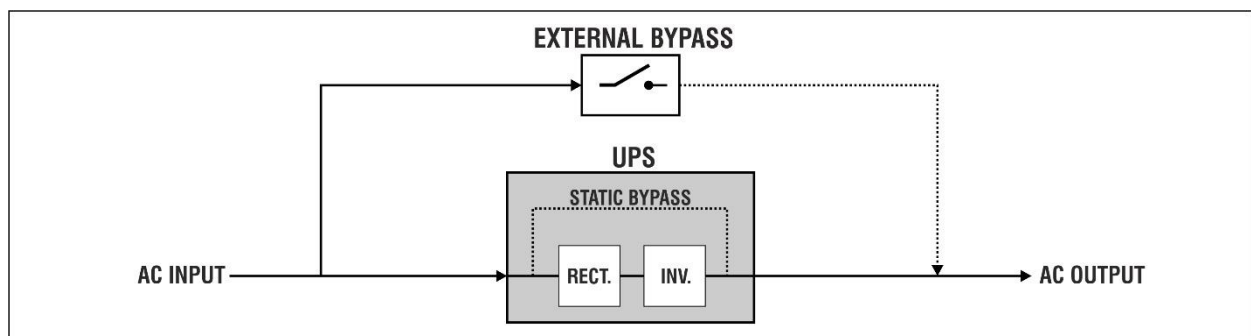 EXTERNAL BYPASS
UPS
STATIC BYPASS
AC INPUT
RECT.
INV.
AC OUTPUT